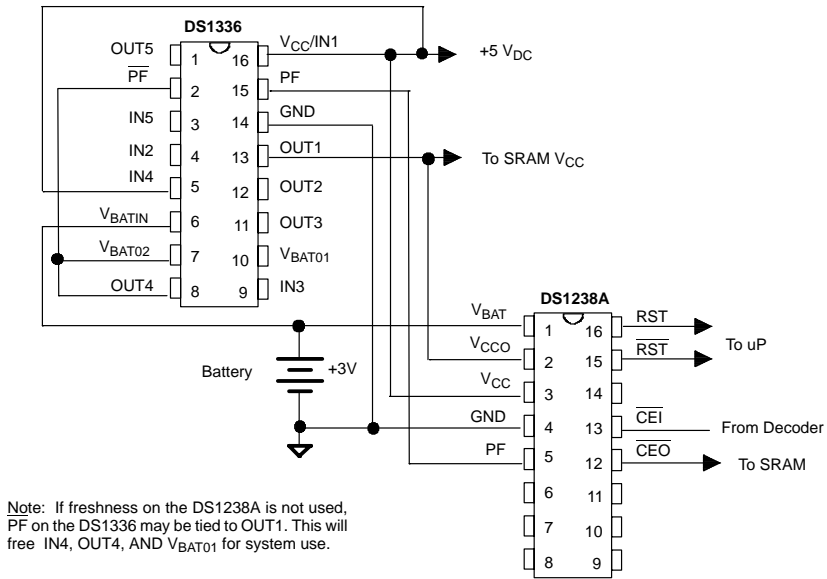 DS1336
OUT5 1 16 VCC/IN1 +5 VDC
PF 2 15 PF
IN5 3 14 GND
IN2 4 13 OUT1 To SRAM VCC
IN4 5 12 OUT2
VBATIN 6 11 OUT3
VBAT02 7 10 VBAT01
OUT4 8 9 IN3
DS1238A
VBAT 1 16 RST
To uP
VCCO 2 15 RST
Battery +3V
VCC 3 14
GND 4 13 CEI From Decoder
PF 5 12 CEO To SRAM
6 11
7 10
8 9
Note: If freshness on the DS1238A is not used,
PF on the DS1336 may be tied to OUT1. This will
free IN4, OUT4, AND VBAT01 for system use.